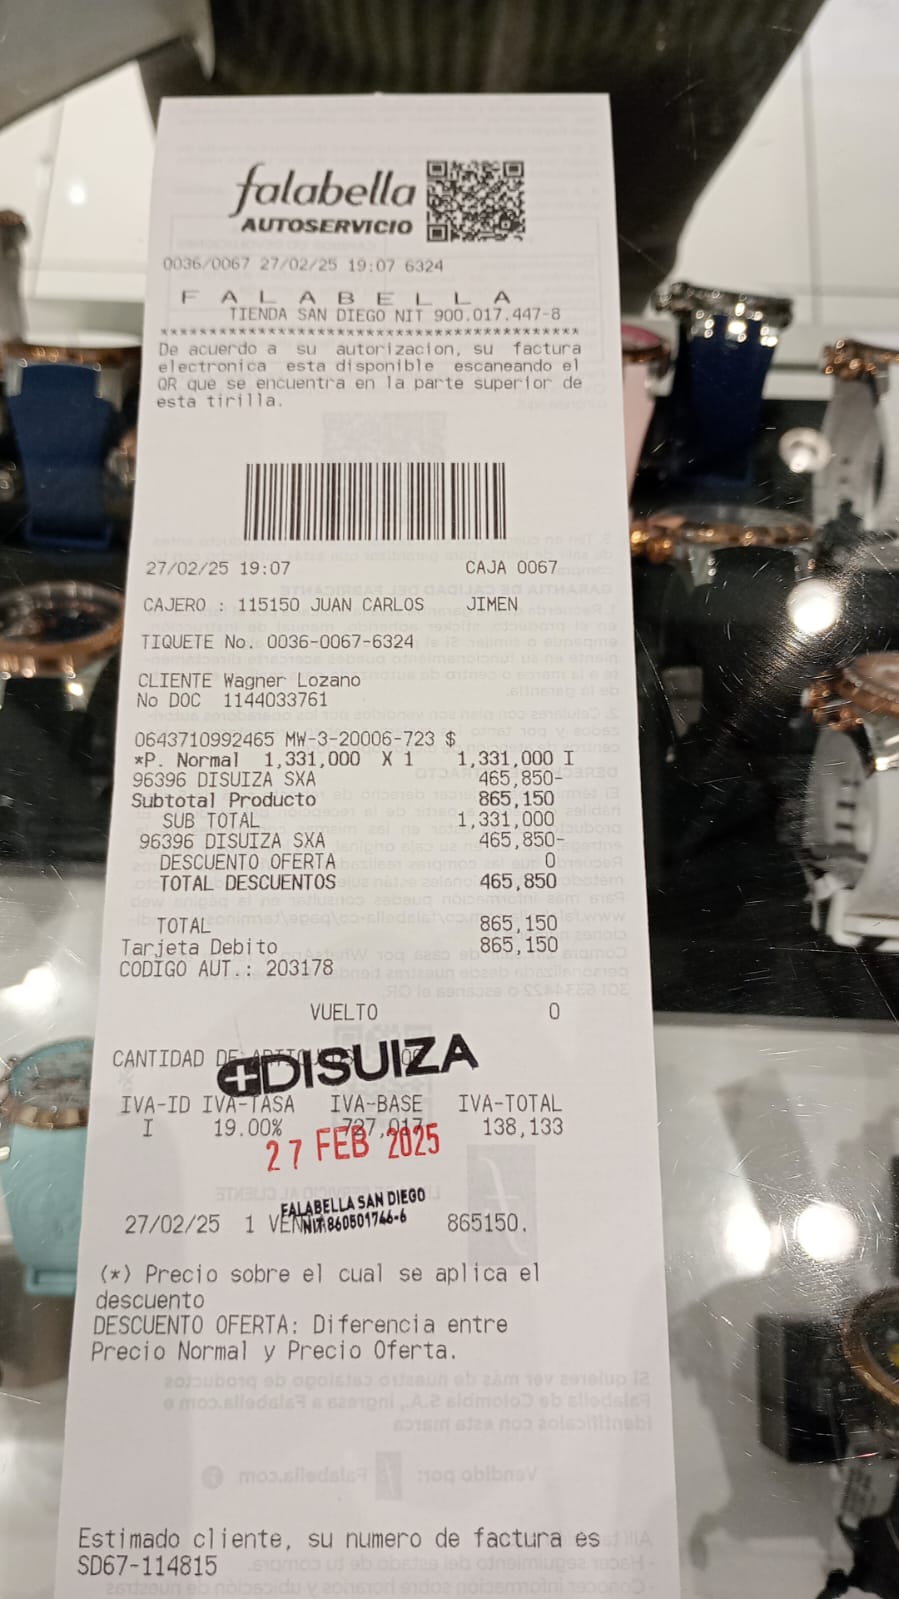 falabella
AUTOSERVICIO
0036/0067 27/02/25 19:07 6324
F A L A B E L L A
TIENDA SAN DIEGO NIT 900.017.447-8
******************************************
De acuerdo a su autorizacion, su factura
electronica esta disponible escaneando el
QR que se encuentra en la parte superior de
esta tirilla.
27/02/25 19:07 CAJA 0067
CAJERO : 115150 JUAN CARLOS JIMEN
TIQUETE No. 0036-0067-6324
CLIENTE Wagner Lozano
No DOC 1144033761
0643710992465 MW-3-20006-723 $
*P. Normal 1,331,000 X 1 1,331,000 I
96396 DISUIZA SXA 465,850-
Subtotal Producto 865,150
SUB TOTAL 1,331,000
96396 DISUIZA SXA 465,850-
DESCUENTO OFERTA 0
TOTAL DESCUENTOS 465,850
TOTAL 865,150
Tarjeta Debito 865,150
CODIGO AUT.: 203178
VUELTO 0
CANTIDAD DE
DISUIZA
IVA-ID IVA-TASA IVA-BASE IVA-TOTAL
I 19.00% 727,017 138,133
27 FEB 2025
FALABELLA SAN DIEGO
NIT 860501746-6
27/02/25 1 865150.
(*) Precio sobre el cual se aplica el
descuento
DESCUENTO OFERTA: Diferencia entre
Precio Normal y Precio Oferta.
Estimado cliente, su numero de factura es
SD67-114815